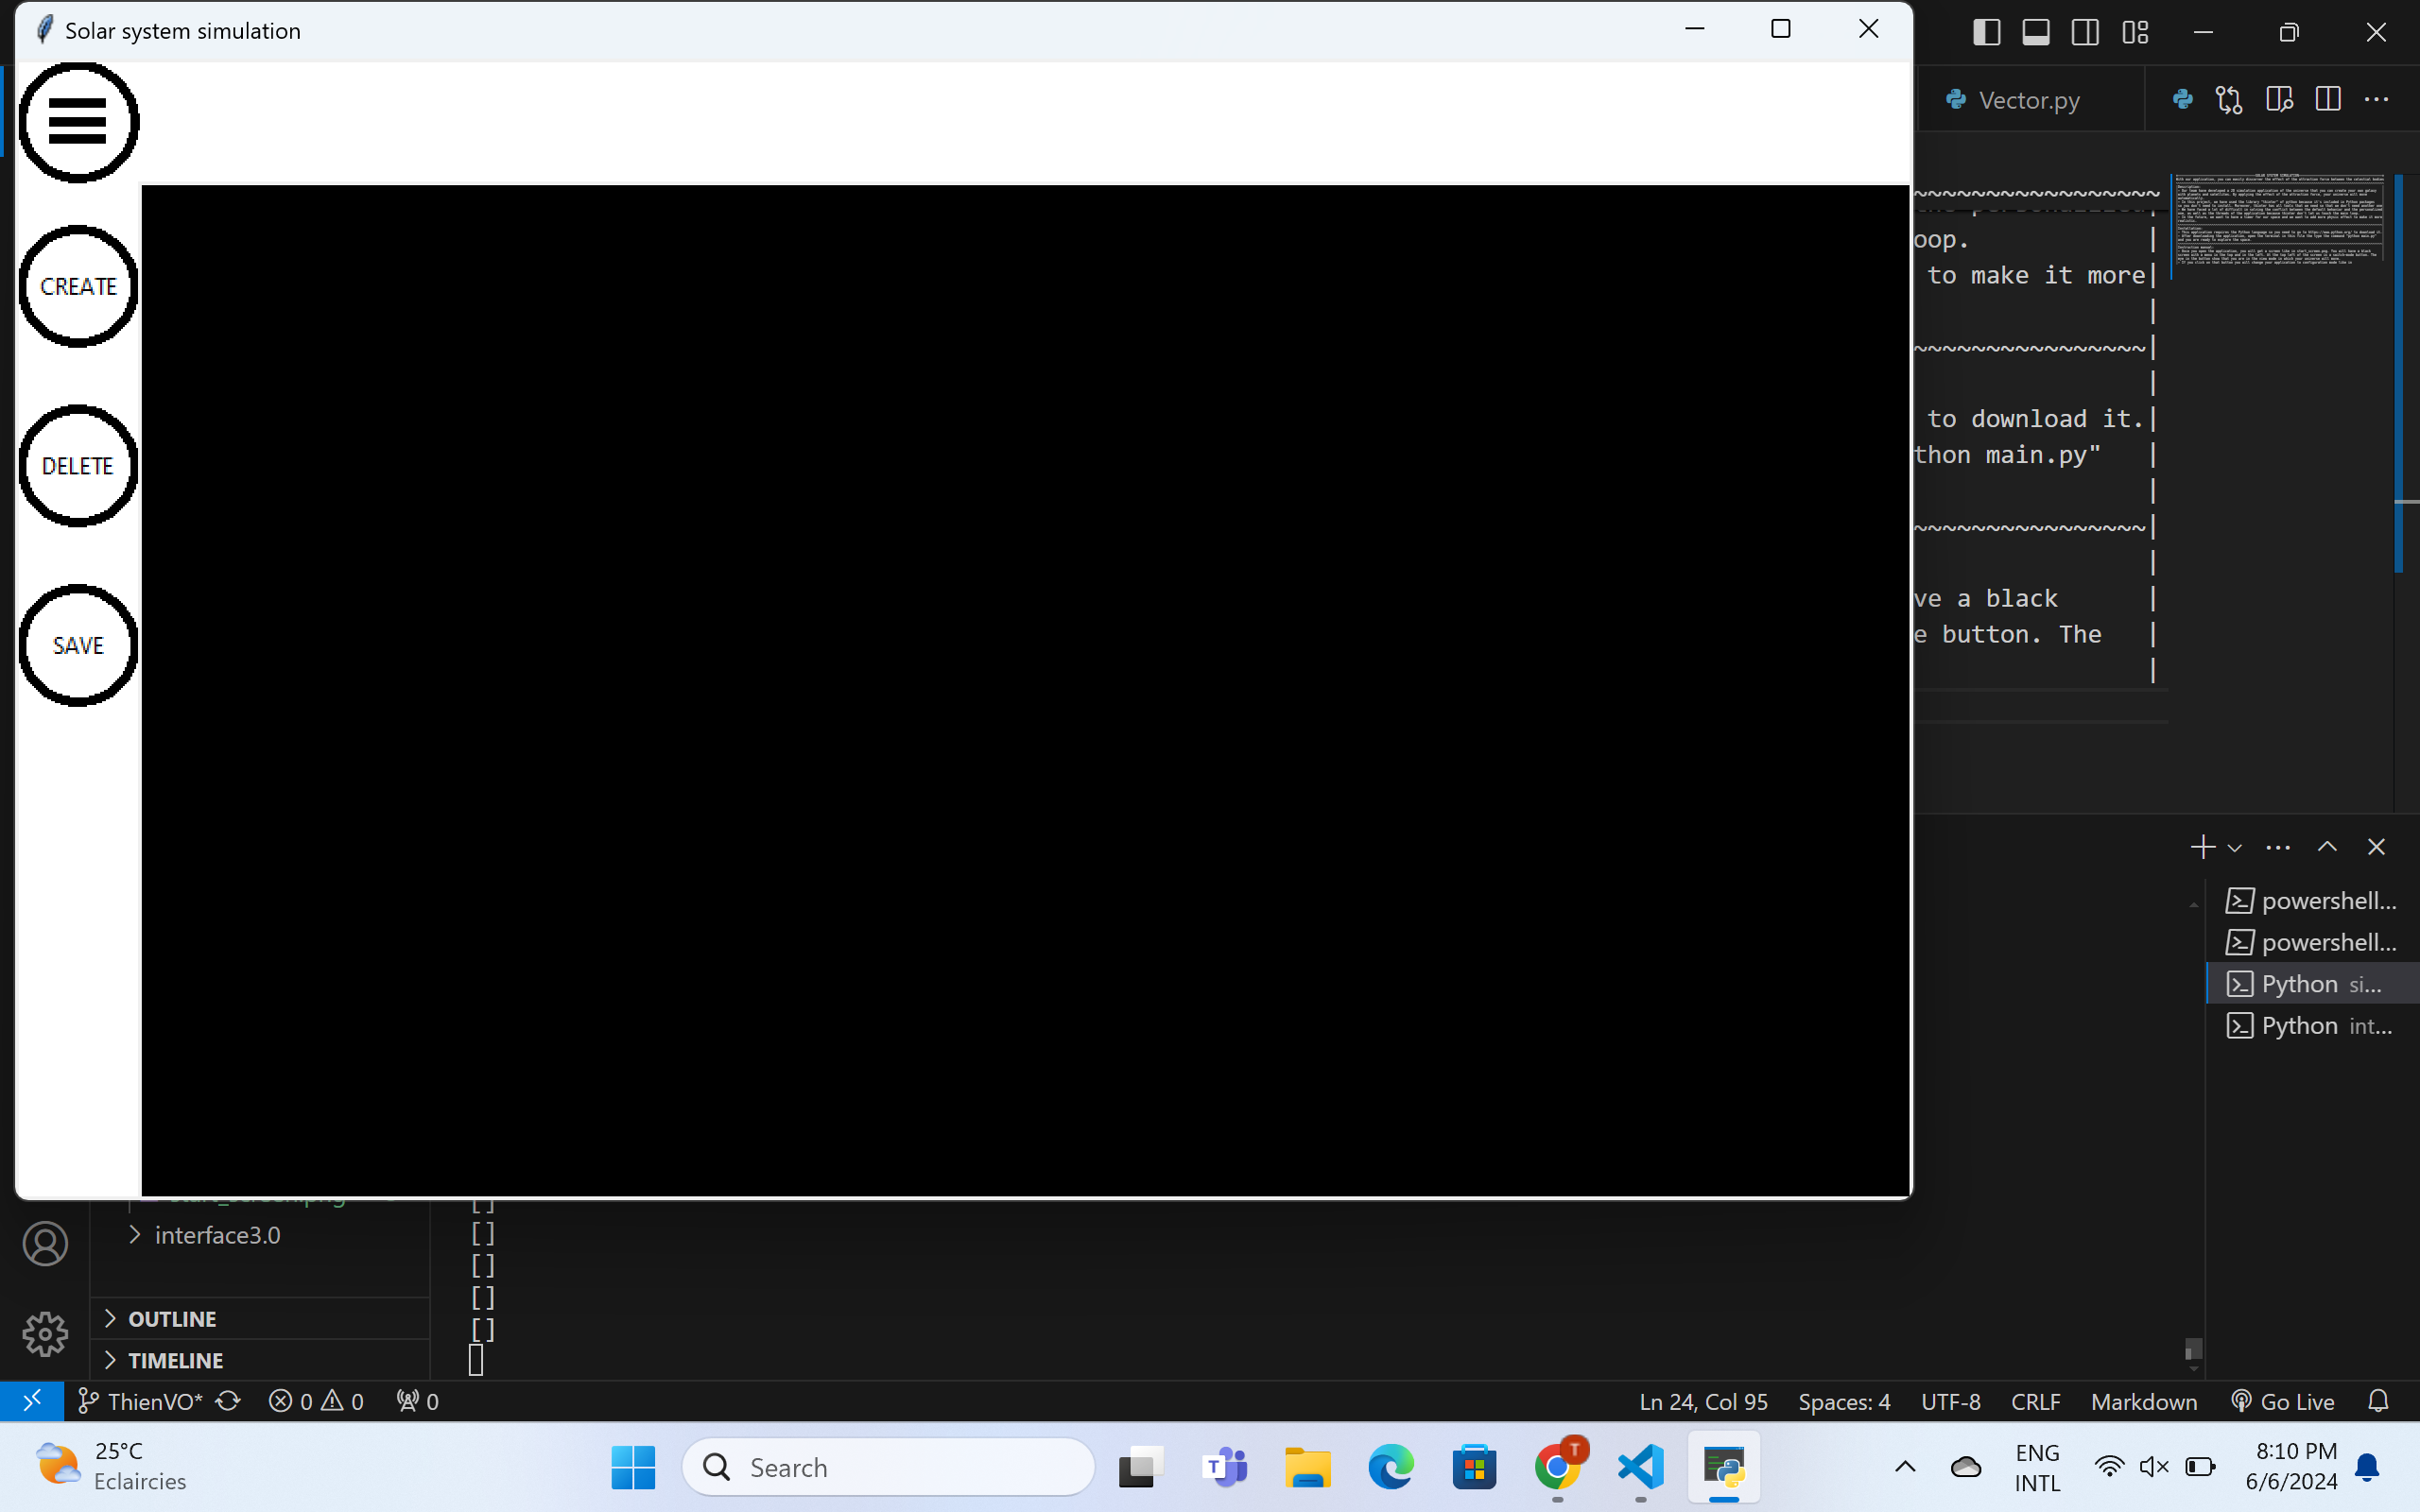 Solar system simulation
CREATE
DELETE
SAVE
Vector.py
~~~~~~~~~~~~~~~~~
oop. |
to make it more|
|
~~~~~~~~~~~~~~~~|
|
to download it.|
thon main.py" |
|
~~~~~~~~~~~~~~~~|
|
ve a black |
e button. The |
|
powershell...
powershell...
Python si...
Python int...
interface3.0
OUTLINE
TIMELINE
[]
[]
[]
[]
[]
ThienVO* 0 0 0
Ln 24, Col 95 Spaces: 4 UTF-8 CRLF Markdown Go Live
25°C
Eclaircies
Search
T
T
ENG
INTL
8:10 PM
6/6/2024